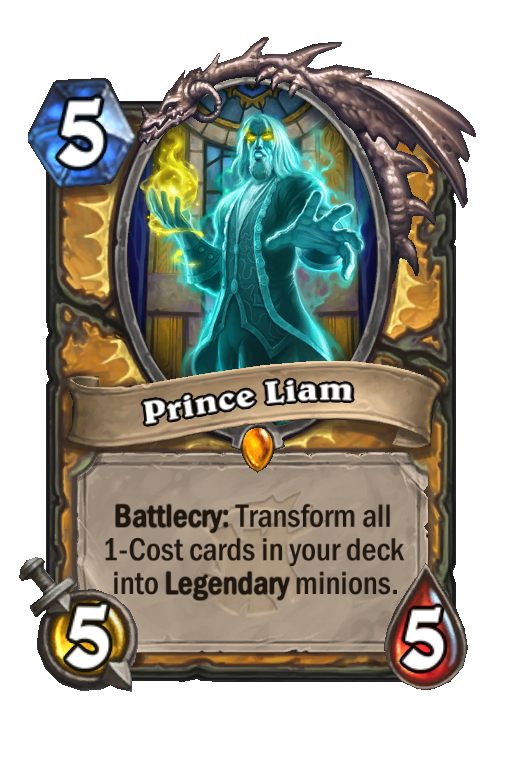 5
Prince Liam
Battlecry: Transform all
1-Cost cards in your deck
into Legendary minions.
5
5